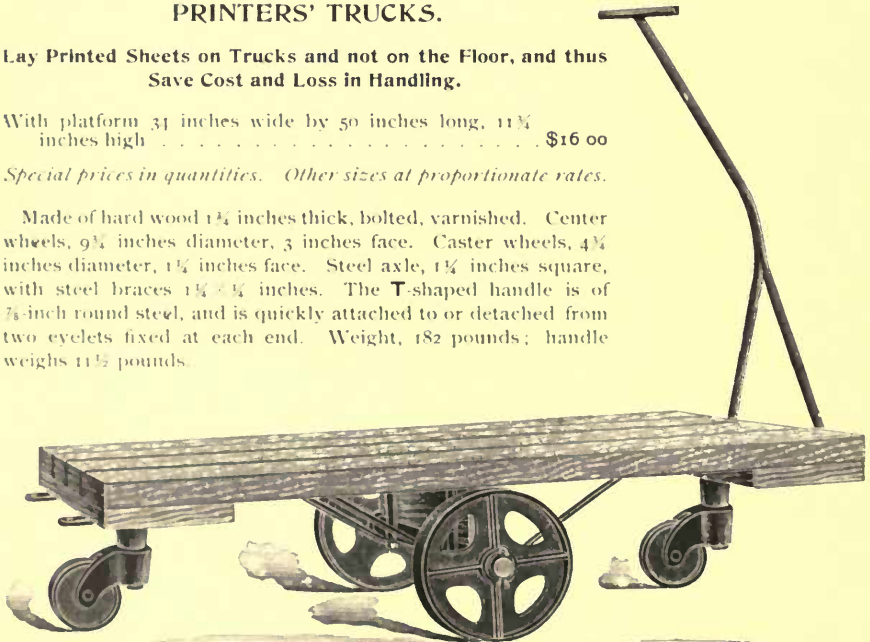 PRINTERS' TRUCKS.
Lay Printed Sheets on Trucks and not on the Floor, and thus
Save Cost and Loss in Handling.
With platform 34 inches wide by 50 inches long, 11¾
inches high . . . . . . . . . . . . . . . . . . . . . . $16 00
Special prices in quantities. Other sizes at proportionate rates.
Made of hard wood 1¾ inches thick, bolted, varnished. Center
wheels, 9¾ inches diameter, 3 inches face. Caster wheels, 4¾
inches diameter, 1¼ inches face. Steel axle, 1¼ inches square,
with steel braces inches. The T-shaped handle is of
⅞-inch round steel, and is quickly attached to or detached from
two eyelets fixed at each end. Weight, 182 pounds; handle
weighs 11½ pounds.